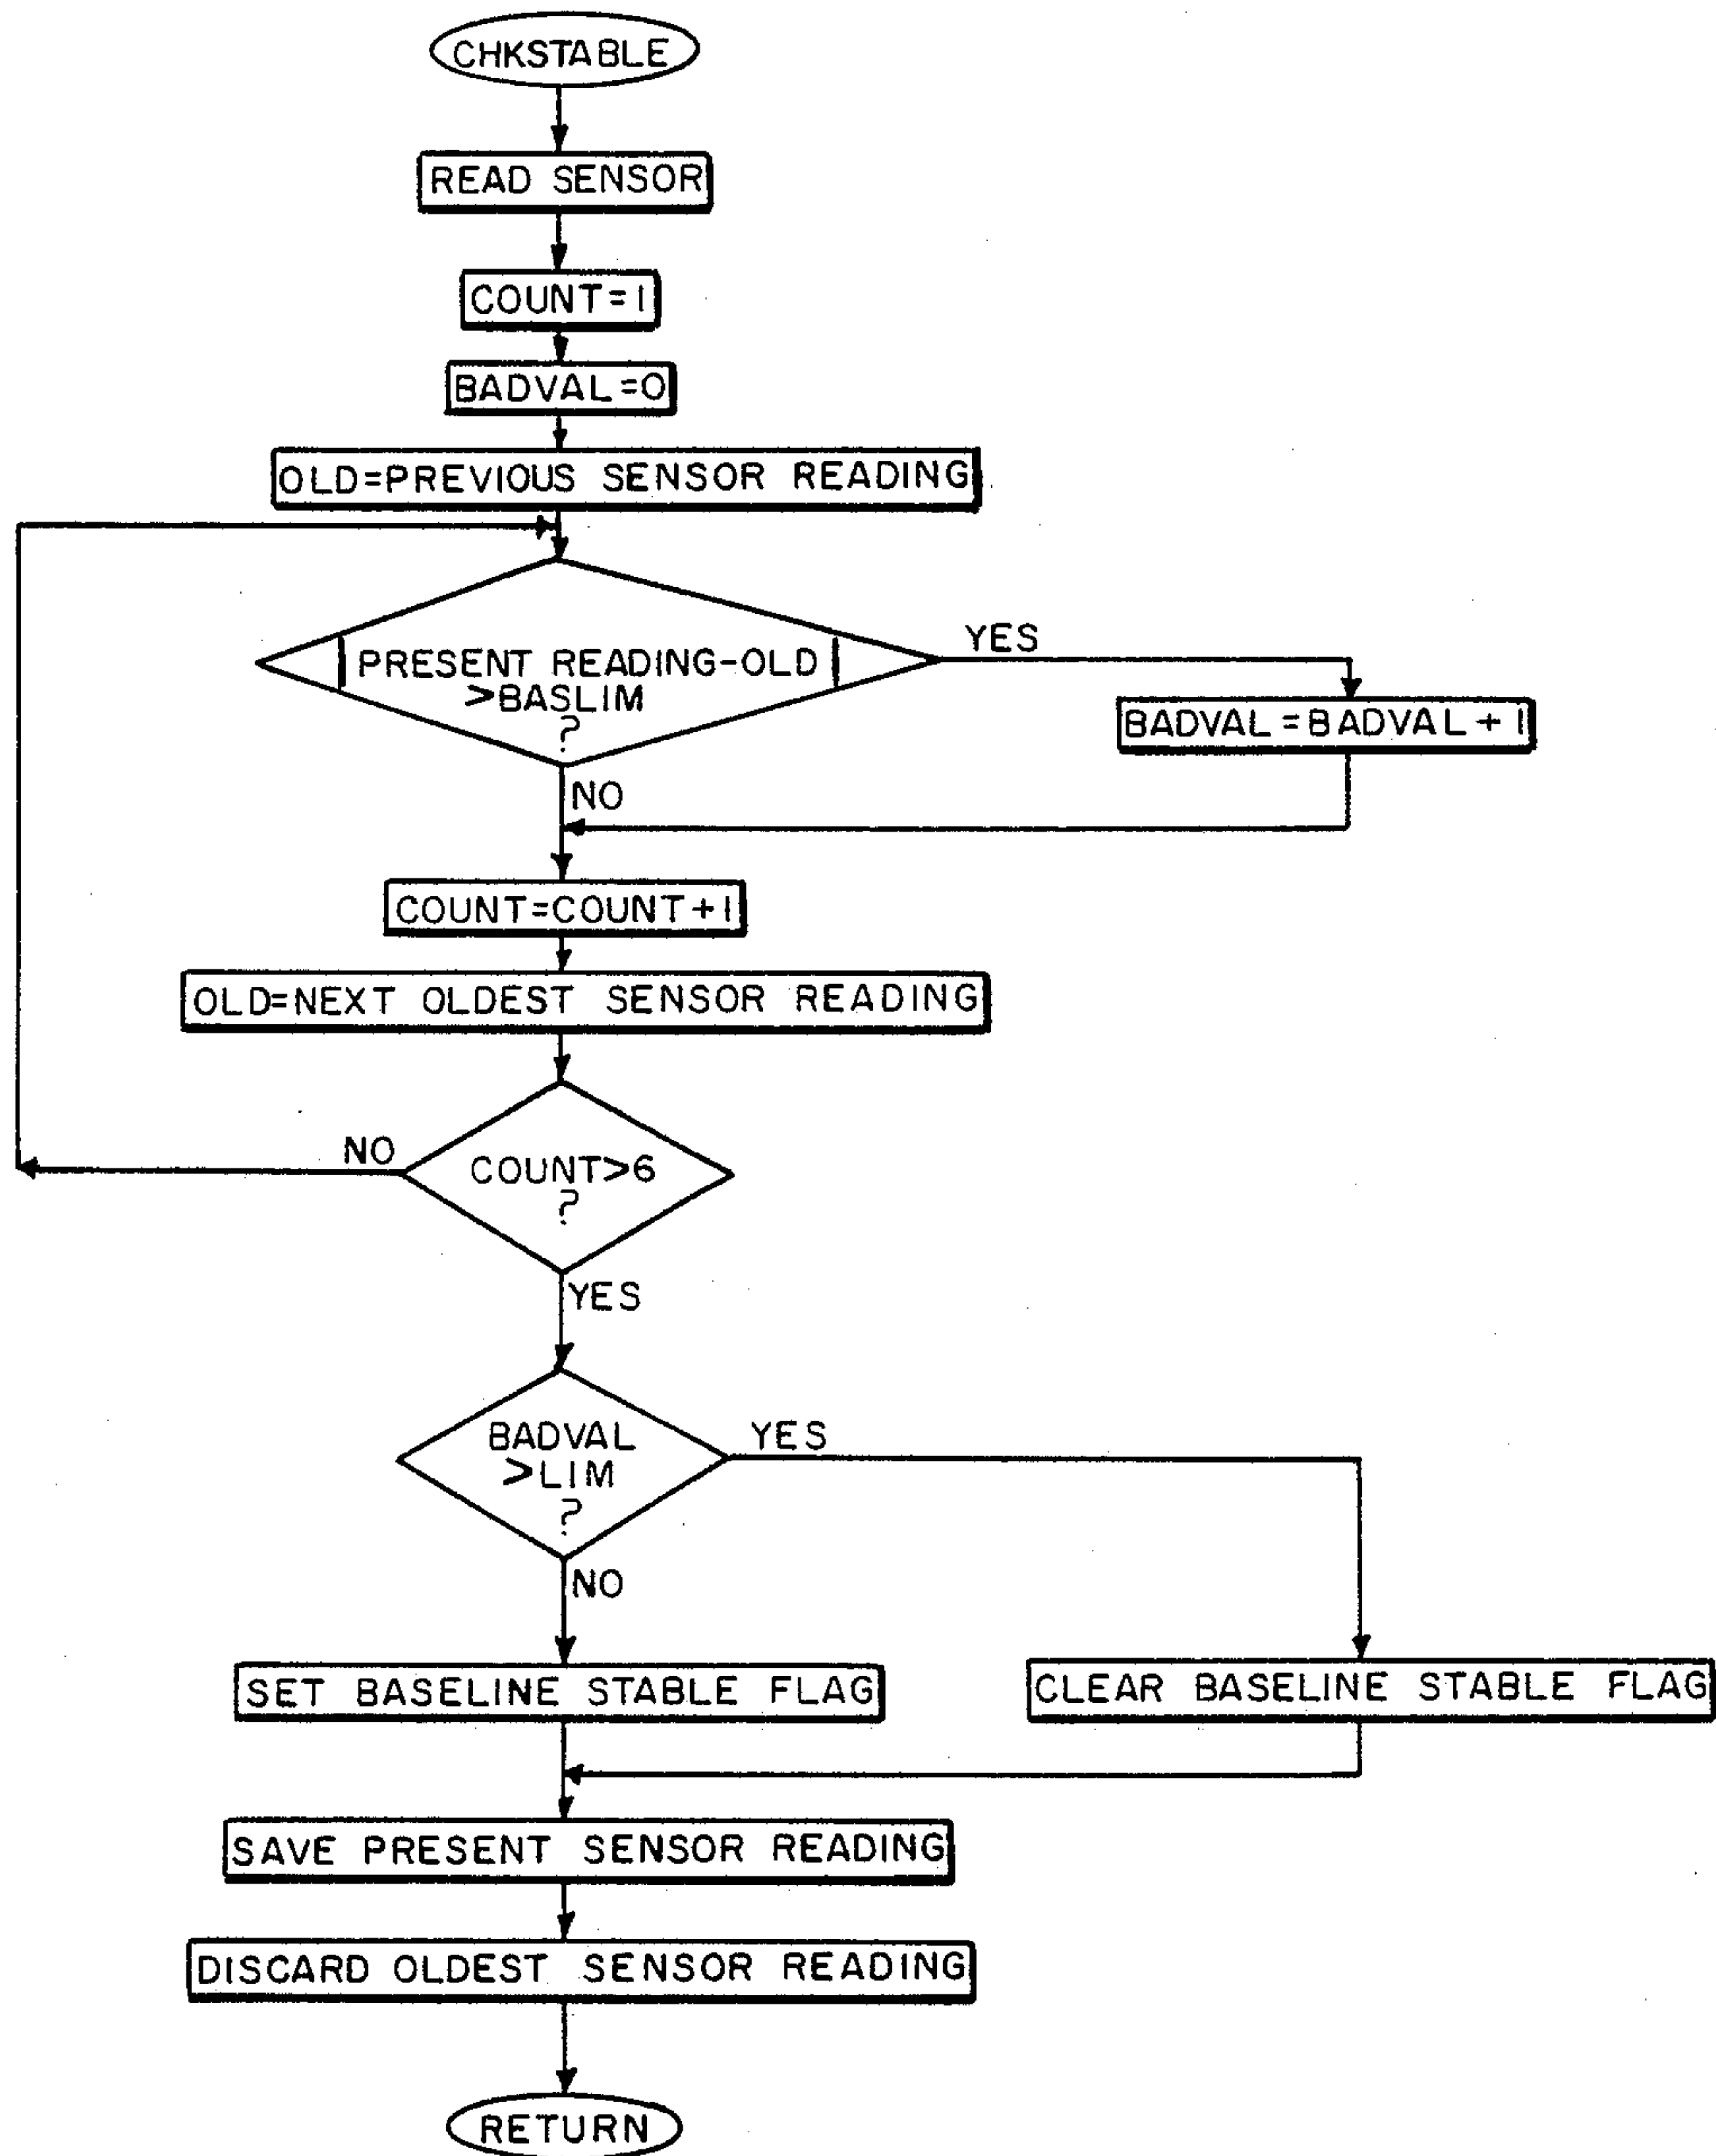 CHKSTABLE
READ SENSOR
COUNT=1
BADVAL=0
OLD=PREVIOUS SENSOR READING
|PRESENT READING-OLD|
>BASLIM
?
YES
BADVAL=BADVAL+1
NO
COUNT=COUNT+1
OLD=NEXT OLDEST SENSOR READING
COUNT>6
?
NO
YES
BADVAL
>LIM
?
YES
NO
SET BASELINE STABLE FLAG
CLEAR BASELINE STABLE FLAG
SAVE PRESENT SENSOR READING
DISCARD OLDEST SENSOR READING
RETURN